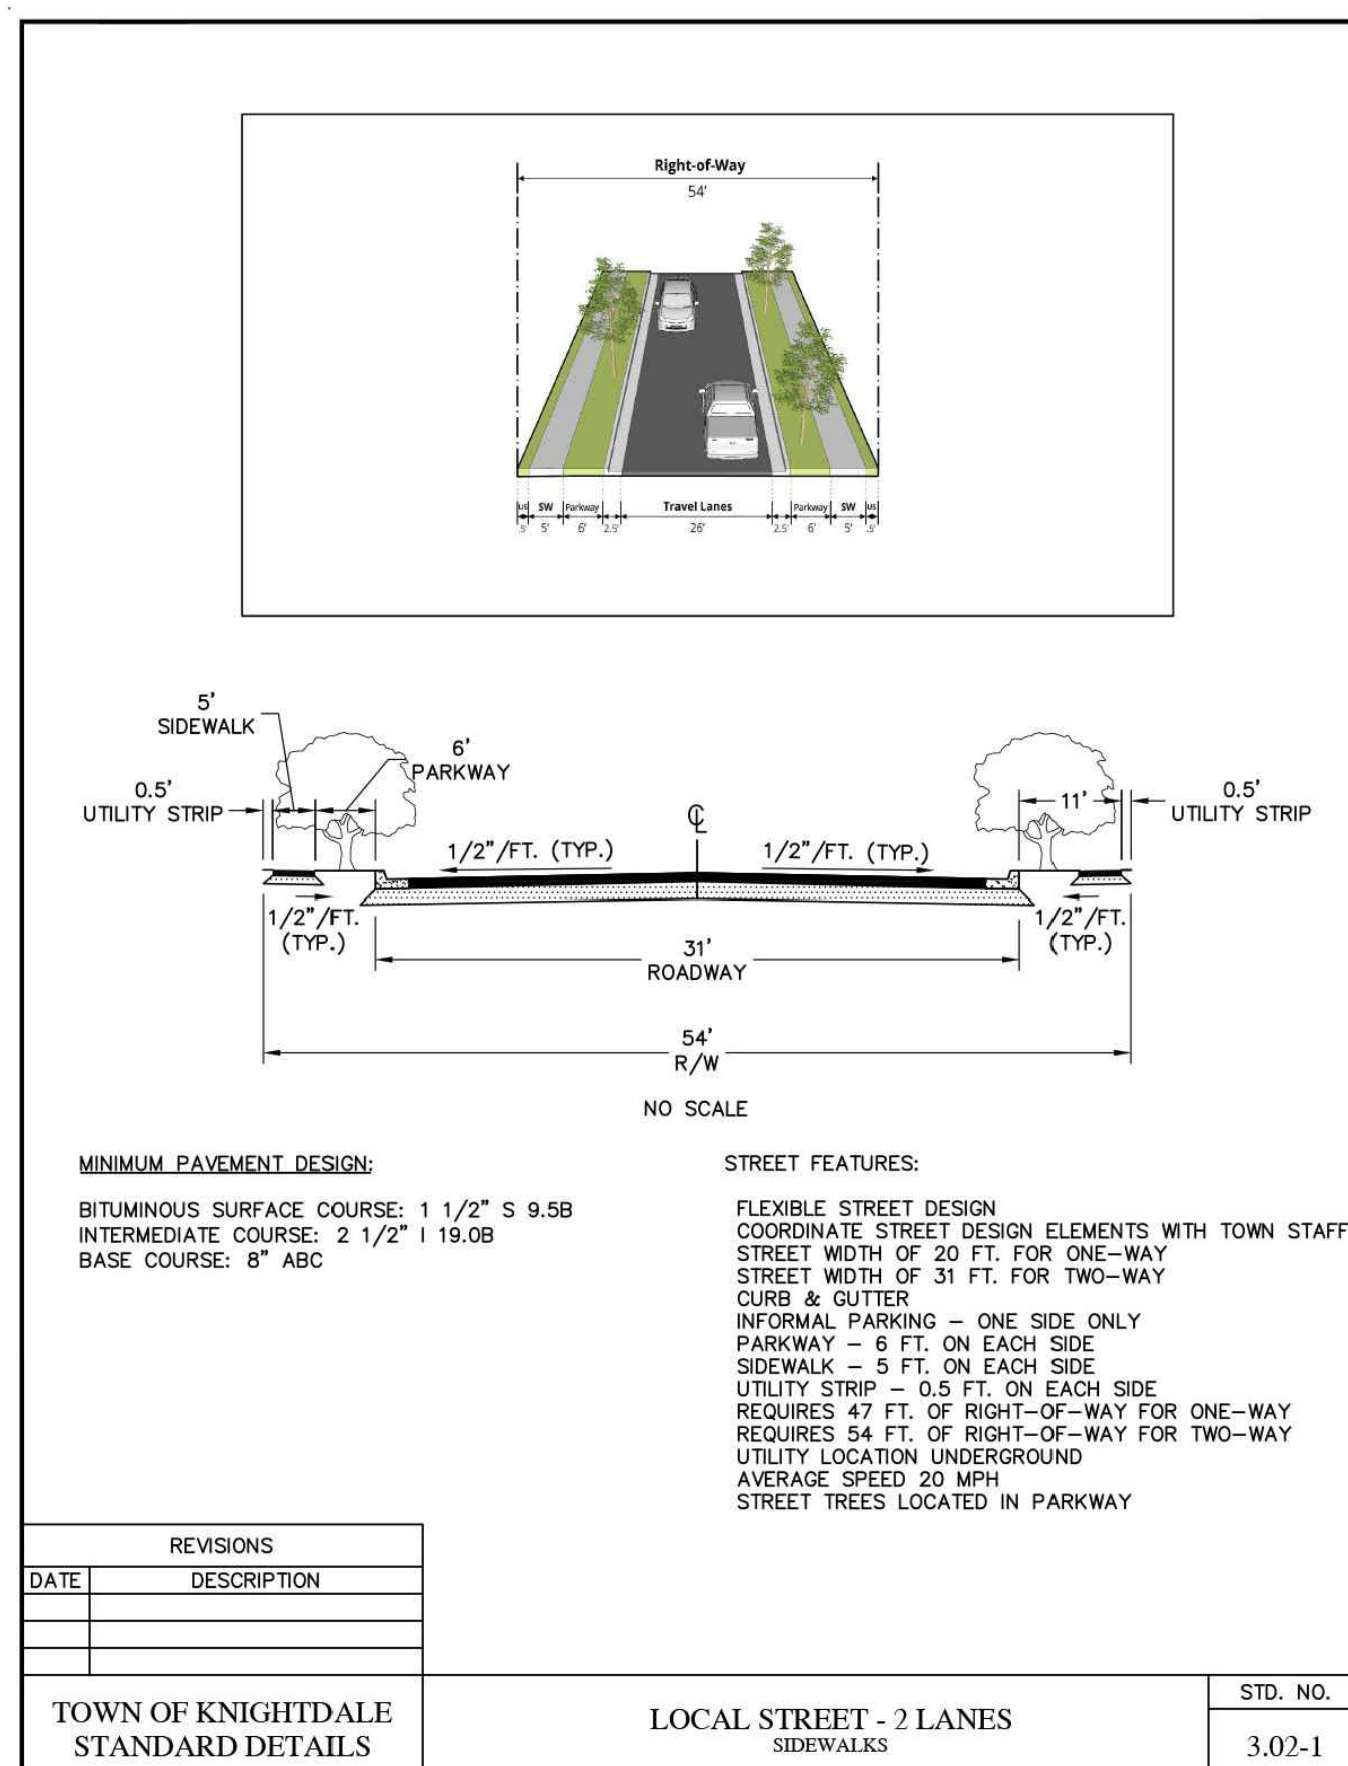 Right-of-Way
54'
US SW Parkway Travel Lanes Parkway SW US
.5' 5' 6' 2.5' 26' 2.5' 6' 5' .5'
5'
SIDEWALK
6'
PARKWAY
0.5'
UTILITY STRIP
11'
0.5'
UTILITY STRIP
℄
1/2"/FT. (TYP.) 1/2"/FT. (TYP.)
1/2"/FT.
(TYP.)
1/2"/FT.
(TYP.)
31'
ROADWAY
54'
R/W
NO SCALE
MINIMUM PAVEMENT DESIGN:
BITUMINOUS SURFACE COURSE: 1 1/2" S 9.5B
INTERMEDIATE COURSE: 2 1/2" I 19.0B
BASE COURSE: 8" ABC
STREET FEATURES:
FLEXIBLE STREET DESIGN
COORDINATE STREET DESIGN ELEMENTS WITH TOWN STAFF
STREET WIDTH OF 20 FT. FOR ONE-WAY
STREET WIDTH OF 31 FT. FOR TWO-WAY
CURB & GUTTER
INFORMAL PARKING - ONE SIDE ONLY
PARKWAY - 6 FT. ON EACH SIDE
SIDEWALK - 5 FT. ON EACH SIDE
UTILITY STRIP - 0.5 FT. ON EACH SIDE
REQUIRES 47 FT. OF RIGHT-OF-WAY FOR ONE-WAY
REQUIRES 54 FT. OF RIGHT-OF-WAY FOR TWO-WAY
UTILITY LOCATION UNDERGROUND
AVERAGE SPEED 20 MPH
STREET TREES LOCATED IN PARKWAY
REVISIONS
DATE DESCRIPTION
TOWN OF KNIGHTDALE
STANDARD DETAILS
LOCAL STREET - 2 LANES
SIDEWALKS
STD. NO.
3.02-1